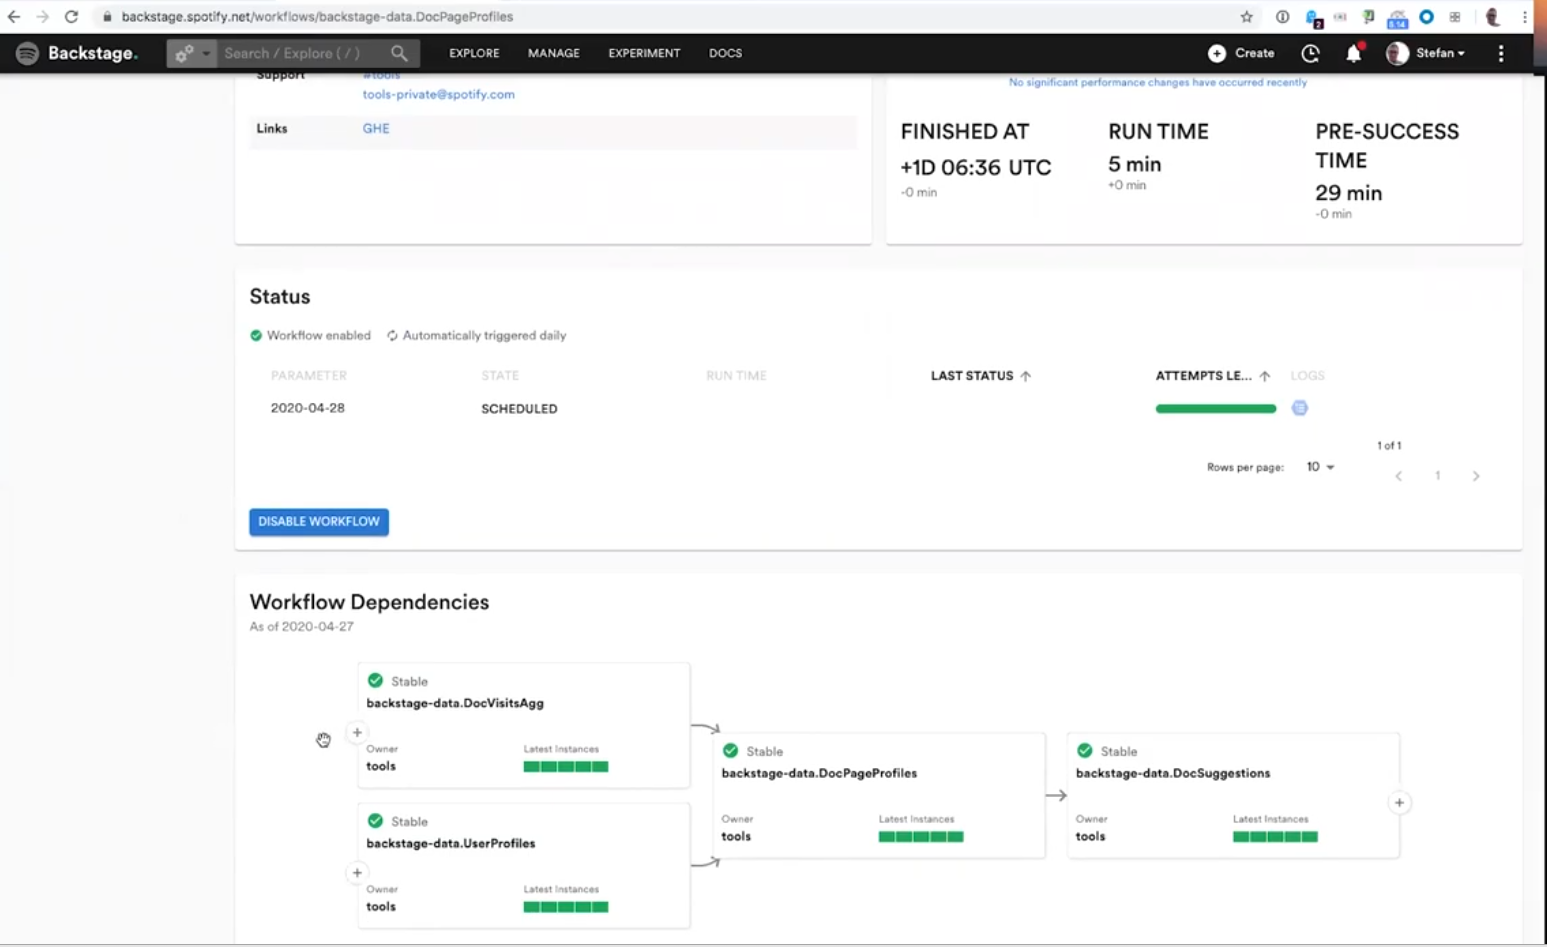 backstage.spotify.net/workflows/backstage-data.DocPageProfiles
2
6.14
Backstage.
Search / Explore ( / )
EXPLORE
MANAGE
EXPERIMENT
DOCS
Create
Stefan
Support
#tools
tools-private@spotify.com
Links
GHE
No significant performance changes have occurred recently
FINISHED AT
+1D 06:36 UTC
-0 min
RUN TIME
5 min
+0 min
PRE-SUCCESS
TIME
29 min
-0 min
Status
Workflow enabled
Automatically triggered daily
PARAMETER
STATE
RUN TIME
LAST STATUS
ATTEMPTS LE...
LOGS
2020-04-28
SCHEDULED
1 of 1
Rows per page:
10
1
DISABLE WORKFLOW
Workflow Dependencies
As of 2020-04-27
Stable
backstage-data.DocVisitsAgg
Owner
Latest Instances
tools
Stable
backstage-data.UserProfiles
Owner
Latest Instances
tools
Stable
backstage-data.DocPageProfiles
Owner
Latest Instances
tools
Stable
backstage-data.DocSuggestions
Owner
Latest Instances
tools